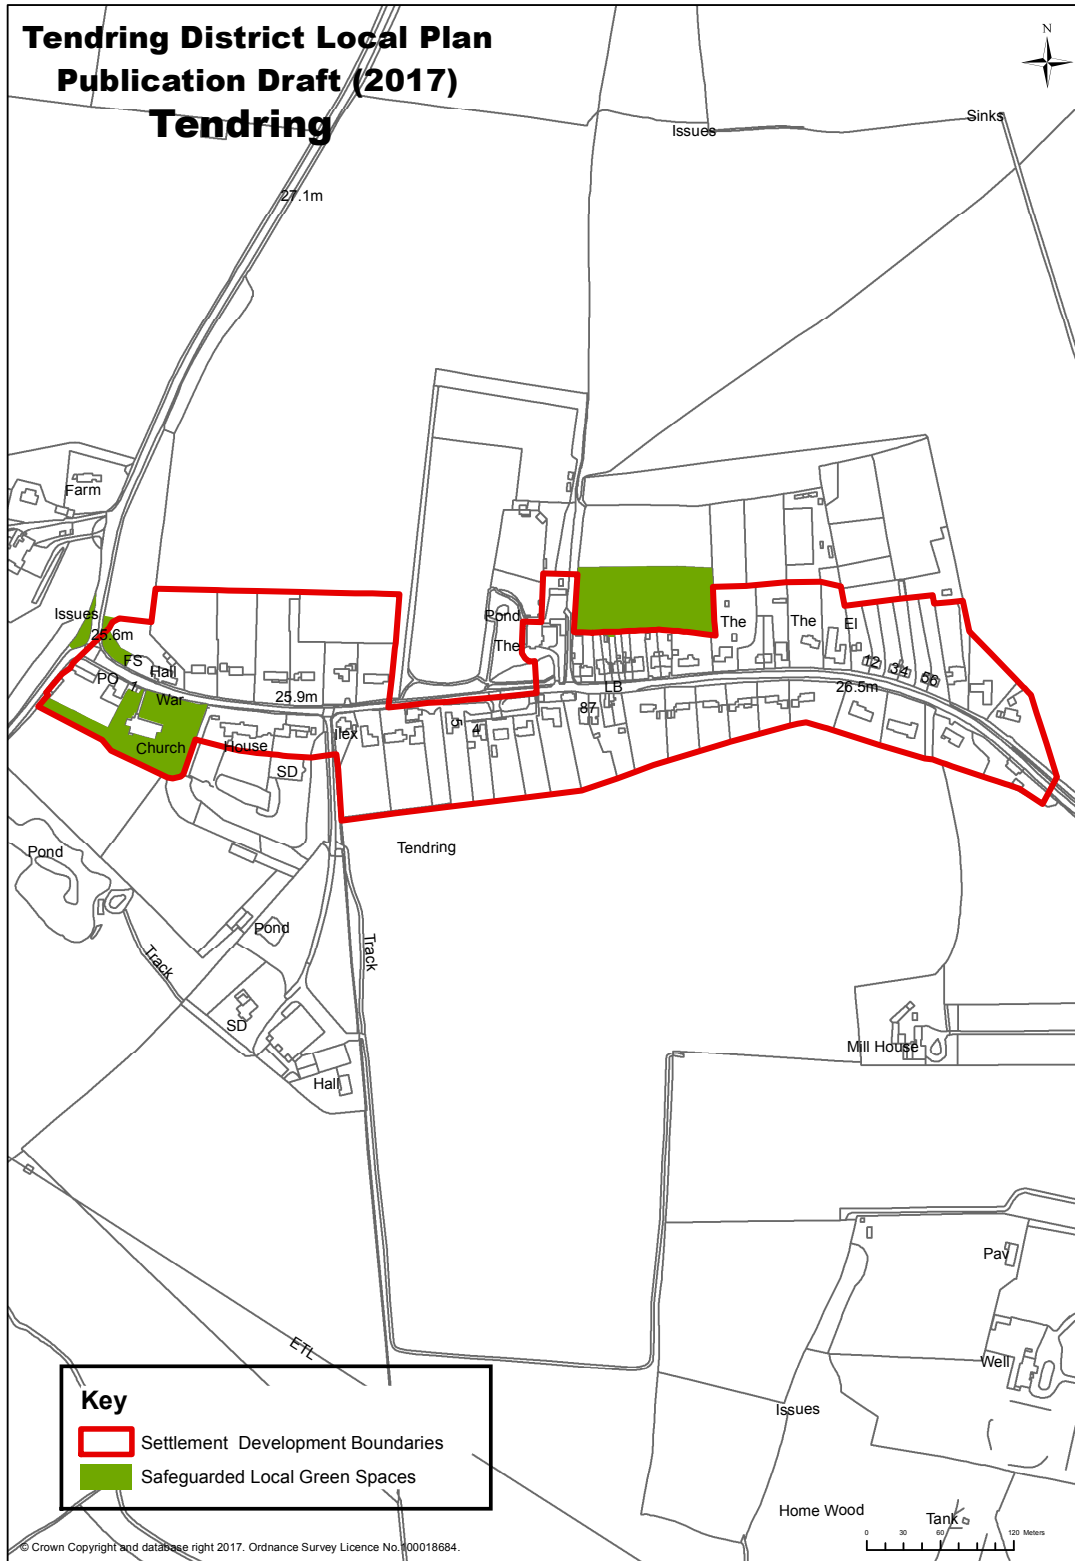 Tendring District Local Plan
Publication Draft (2017)
Tendring
N
Sinks
Issues
27.1m
Farm
Issues
25.6m
Pond
The
The
The
El
FS
Hall
PO
1
War
25.9m
LB
12
34
56
26.5m
87
Ilex
9
4
Church
House
SD
Tendring
Pond
Pond
Track
Track
SD
Hall
Mill House
Pav
ETL
Well
Issues
Home Wood
Tank
Key
Settlement Development Boundaries
Safeguarded Local Green Spaces
0 30 60 120 Meters
© Crown Copyright and database right 2017. Ordnance Survey Licence No.100018684.